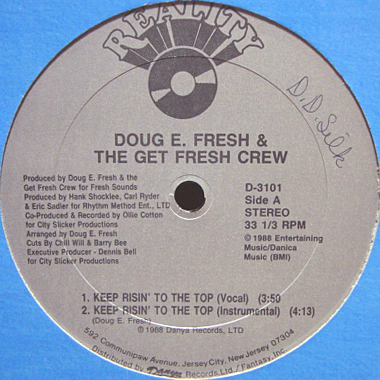 REALITY
D.D. Silk
DOUG E. FRESH &
THE GET FRESH CREW
Produced by Doug E. Fresh & the
Get Fresh Crew for Fresh Sounds
Produced by Hank Shocklee, Carl Ryder
& Eric Sadler for Rhythm Method Ent., LTD
Co-Produced & Recorded by Ollie Cotton
for City Slicker Productions
Arranged by Doug E. Fresh
Cuts By Chill Will & Barry Bee
Executive Producer - Dennis Bell
for City Slicker Productions
D-3101
Side A
STEREO
33 1/3 RPM
© 1988 Entertaining
Music/Danica
Music (BMI)
1. KEEP RISIN' TO THE TOP (Vocal) (3:50
2. KEEP RISIN' TO THE TOP (Instrumental) (4:13)
(Doug E. Fresh)
℗ 1988 Danya Records, LTD
592 Communipaw Avenue, Jersey City, New Jersey 07304
Distributed by Danya Records, Ltd./Fantasy, Inc.